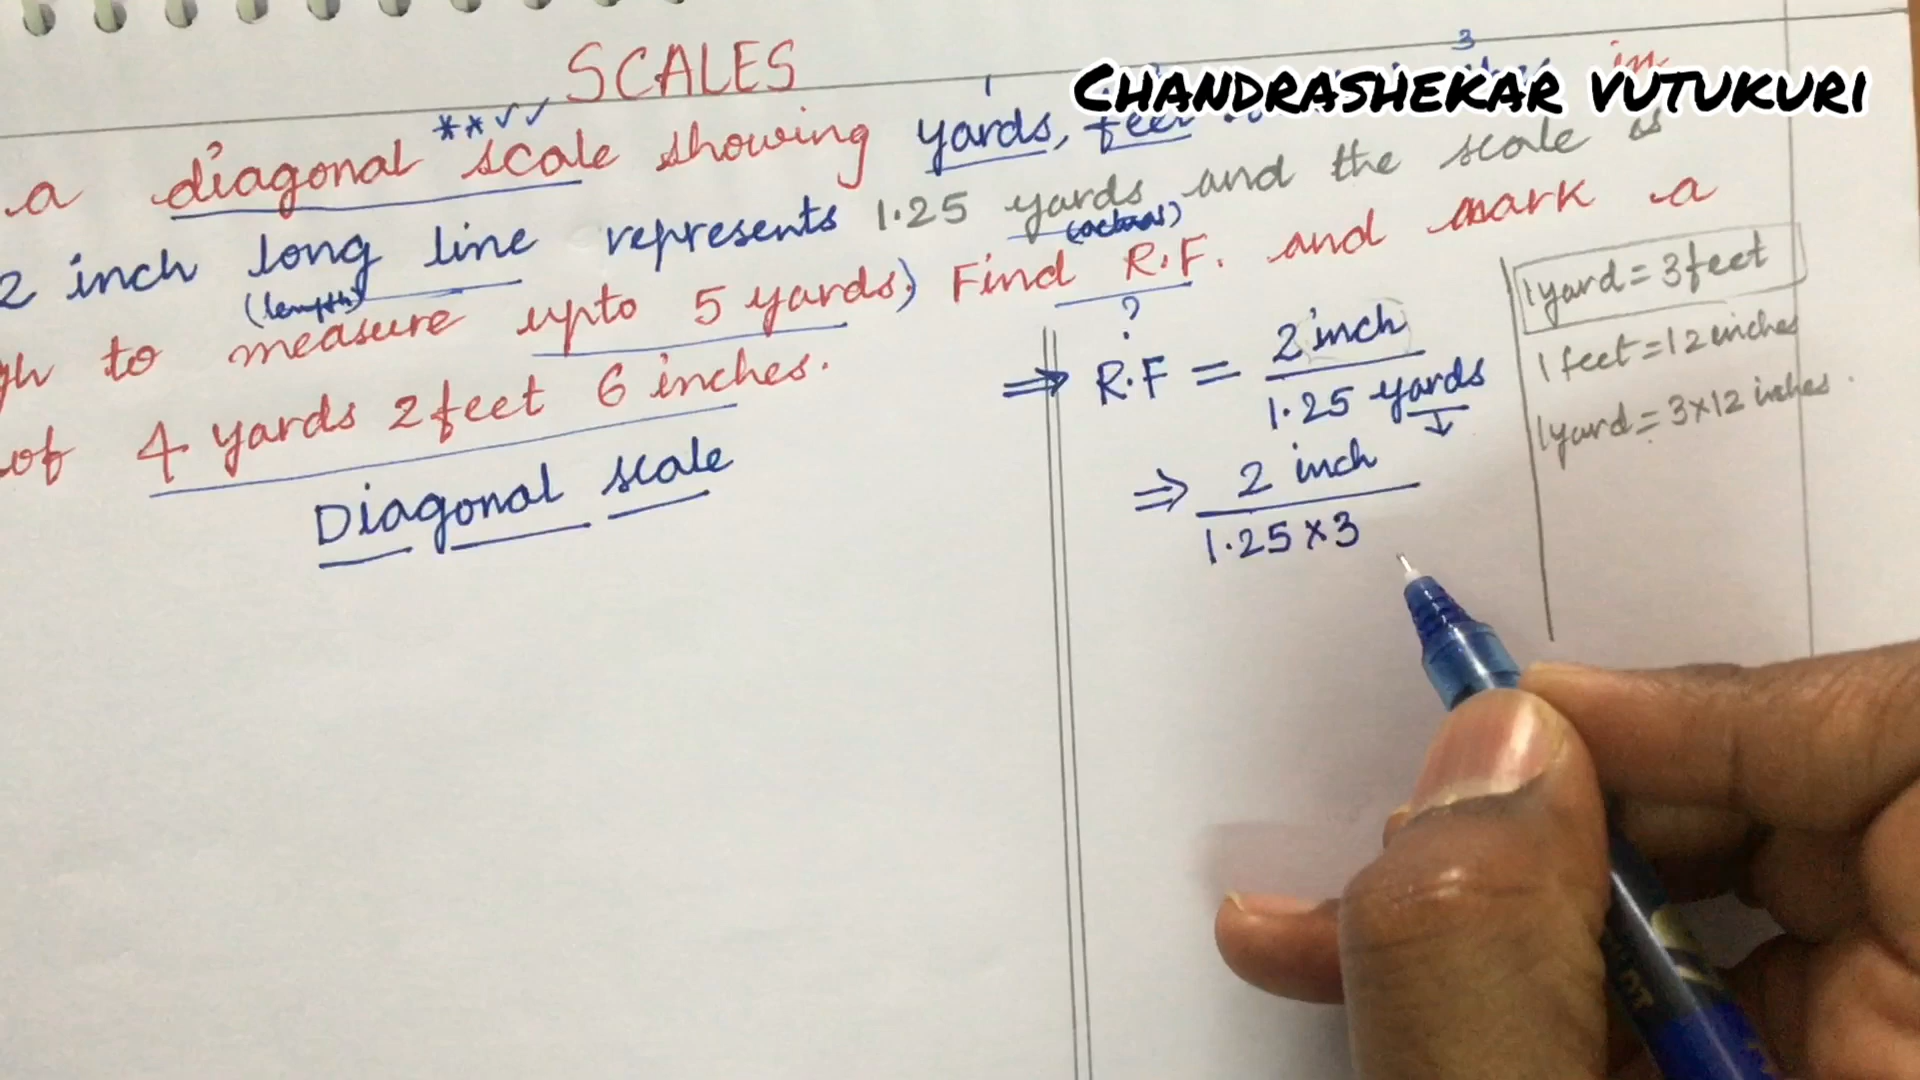 SCALES
CHANDRASHEKAR VUTUKURI
**✓✓
1
3
a diagonal scale showing yards, feet in
2 inch long line represents 1.25 yards and the scale is
(length)
(actual)
to measure upto 5 yards.) Find R.F. and mark a
?
of 4 yards 2 feet 6 inches.
Diagonal scale
⇒ R.F = 2 inch
1.25 yards
↓
⇒ 2 inch
1.25 × 3
1 yard = 3 feet
1 feet = 12 inches
1 yard = 3×12 inches.